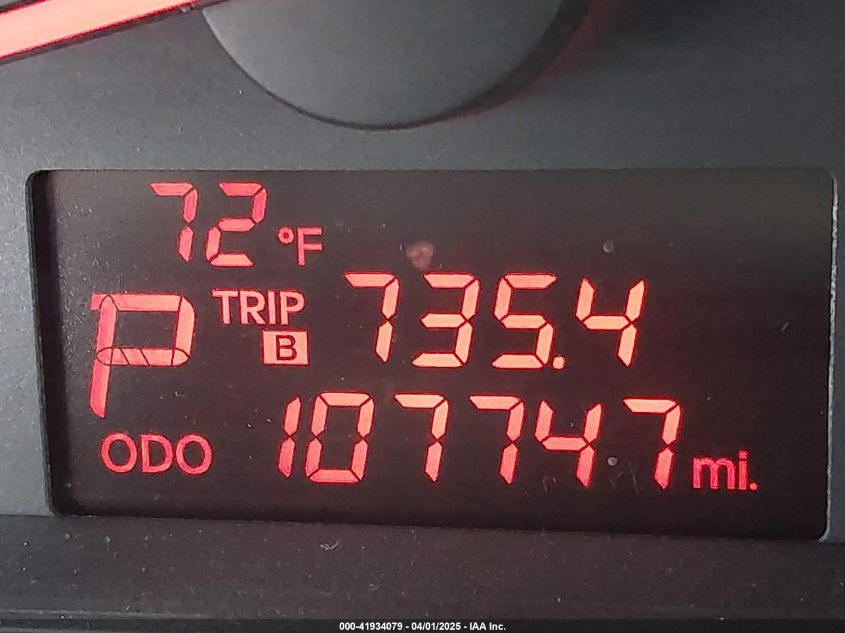 72 °F
P TRIP B 735.4
ODO 107747 mi.
000-41934079 - 04/01/2025 - IAA Inc.